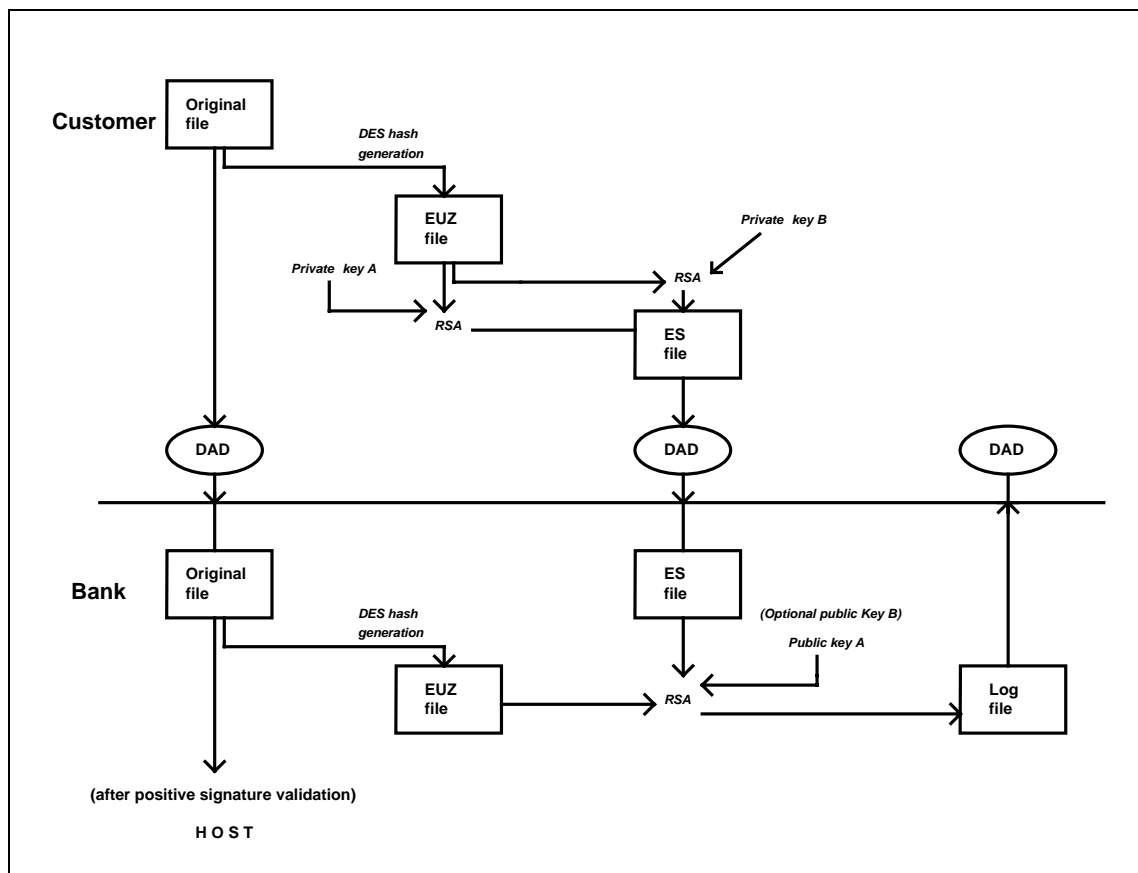 Original
file
Customer
DES hash
generation
EUZ
file
Private key B
Private key A
RSA
RSA
ES
file
DAD
DAD
DAD
Original
file
Bank
ES
file
DES hash
generation
(Optional public Key B)
Public key A
EUZ
file
RSA
Log
file
(after positive signature validation)
H O S T